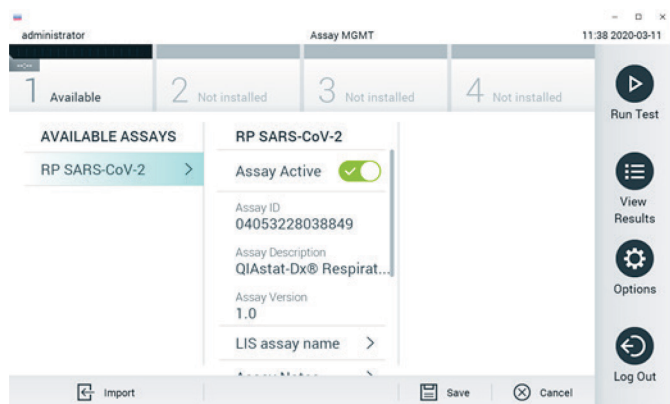 administrator Assay MGMT 11:38 2020-03-11
1 Available 2 Not installed 3 Not installed 4 Not installed
Run Test
AVAILABLE ASSAYS RP SARS-CoV-2
RP SARS-CoV-2 > Assay Active
Assay ID
04053228038849
View
Results
Assay Description
QIAstat-Dx® Respirat...
Options
Assay Version
1.0
LIS assay name >
Log Out
Import Save Cancel